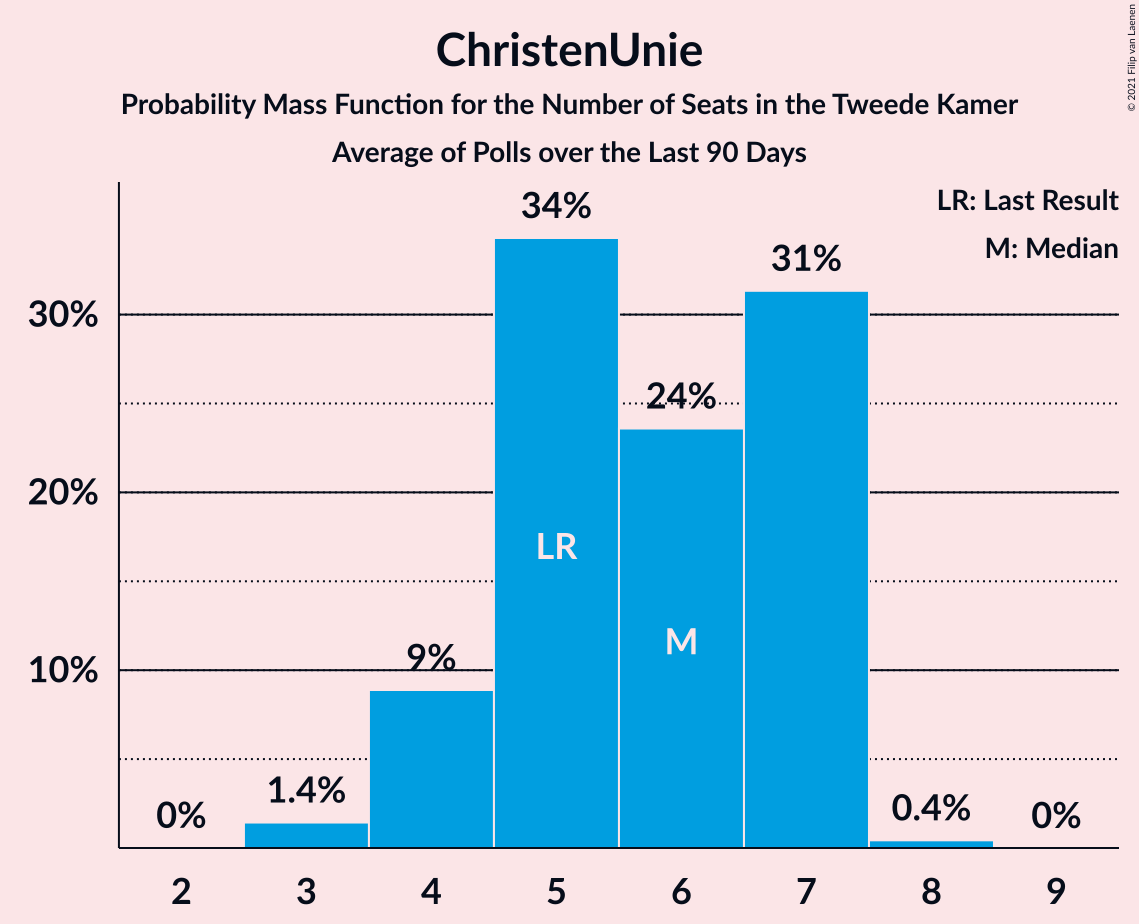 ChristenUnie
Probability Mass Function for the Number of Seats in the Tweede Kamer
Average of Polls over the Last 90 Days
© 2021 Filip van Laenen
LR: Last Result
M: Median
34%
31%
30%
24%
20%
LR
M
9%
10%
1.4%
0%
0.4%
0%
2 3 4 5 6 7 8 9